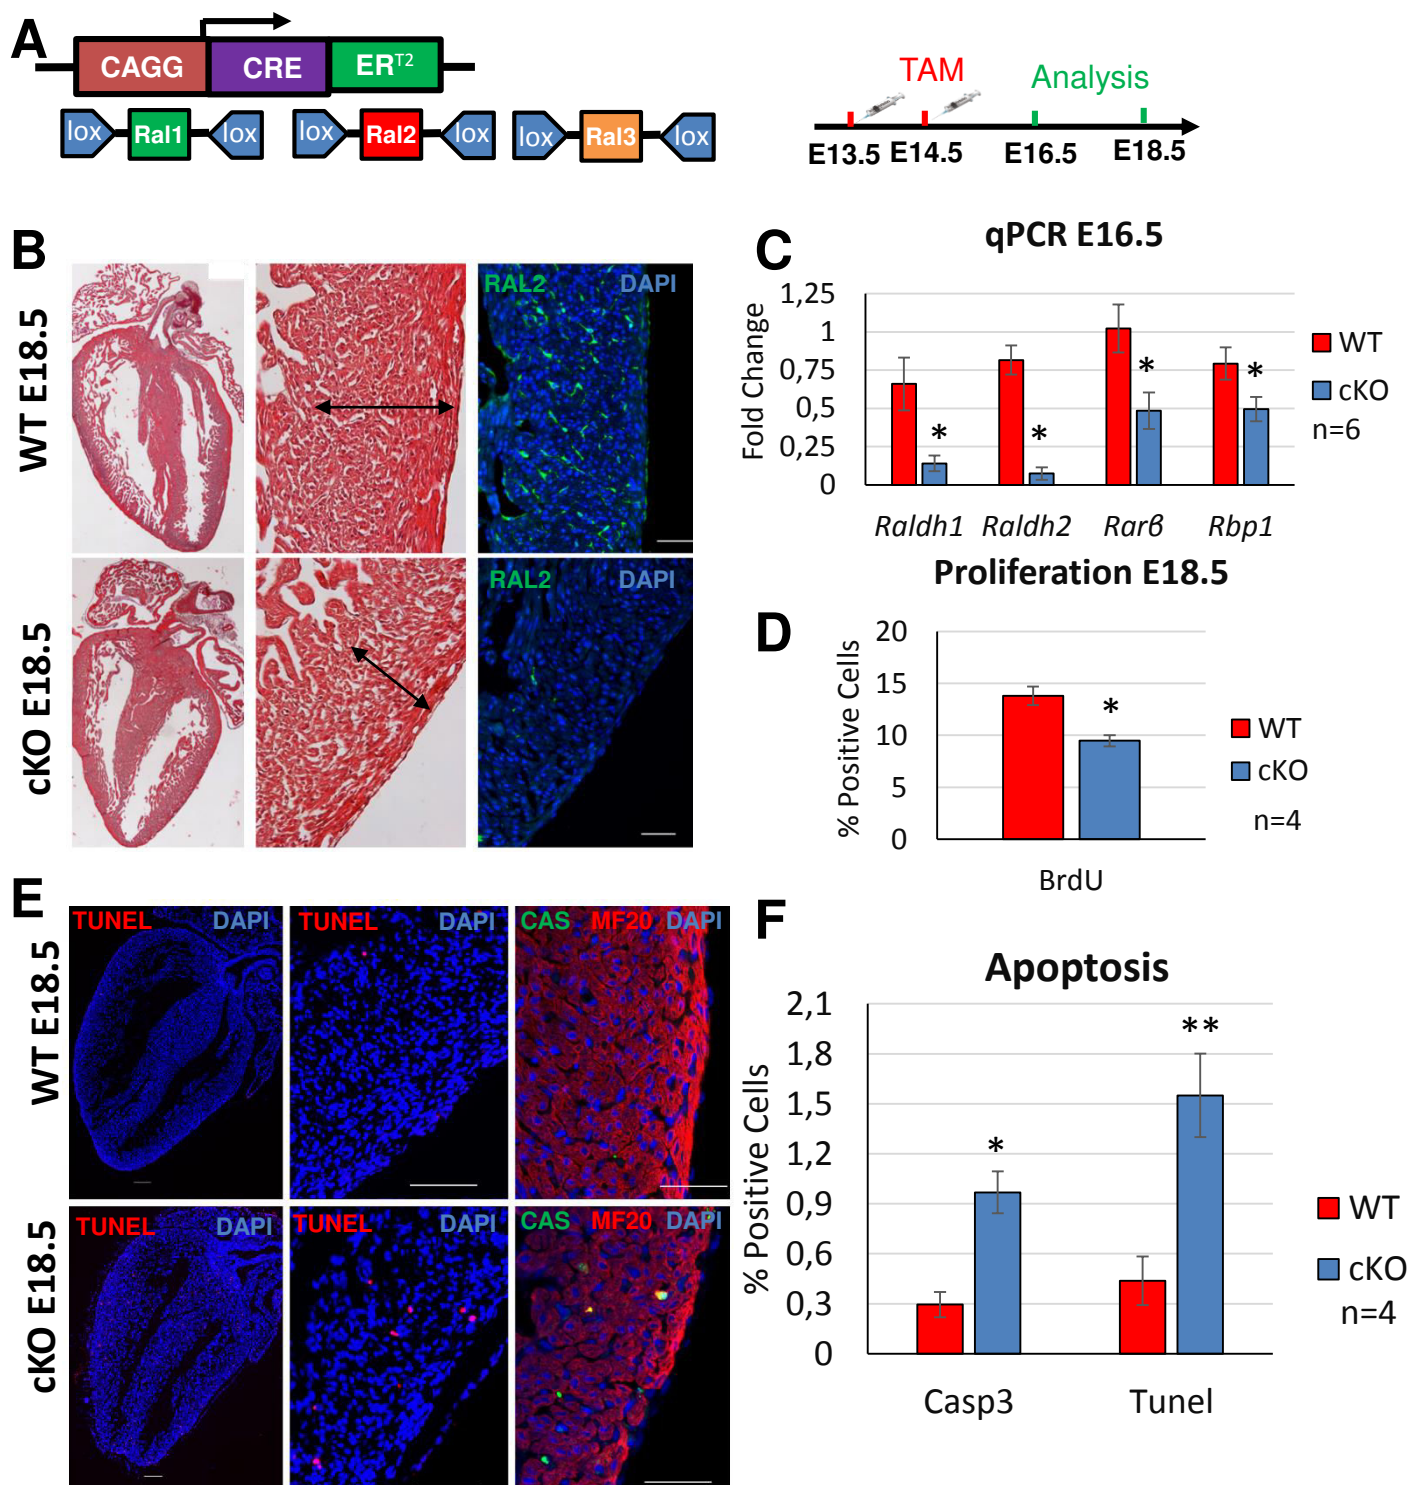 A
CAGG CRE ERT2
lox Ral1 lox lox Ral2 lox lox Ral3 lox
TAM Analysis
E13.5 E14.5 E16.5 E18.5
B
WT E18.5
RAL2 DAPI
cKO E18.5
RAL2 DAPI
C
qPCR E16.5
Fold Change
1,25
1
0,75
0,5
0,25
0
* * * *
Raldh1 Raldh2 Rarβ Rbp1
WT
cKO
n=6
D
Proliferation E18.5
% Positive Cells
20
15
10
5
0
*
BrdU
WT
cKO
n=4
E
WT E18.5
TUNEL DAPI TUNEL DAPI CAS MF20 DAPI
cKO E18.5
TUNEL DAPI TUNEL DAPI CAS MF20 DAPI
F
Apoptosis
% Positive Cells
2,1
1,8
1,5
1,2
0,9
0,6
0,3
0
* **
Casp3 Tunel
WT
cKO
n=4